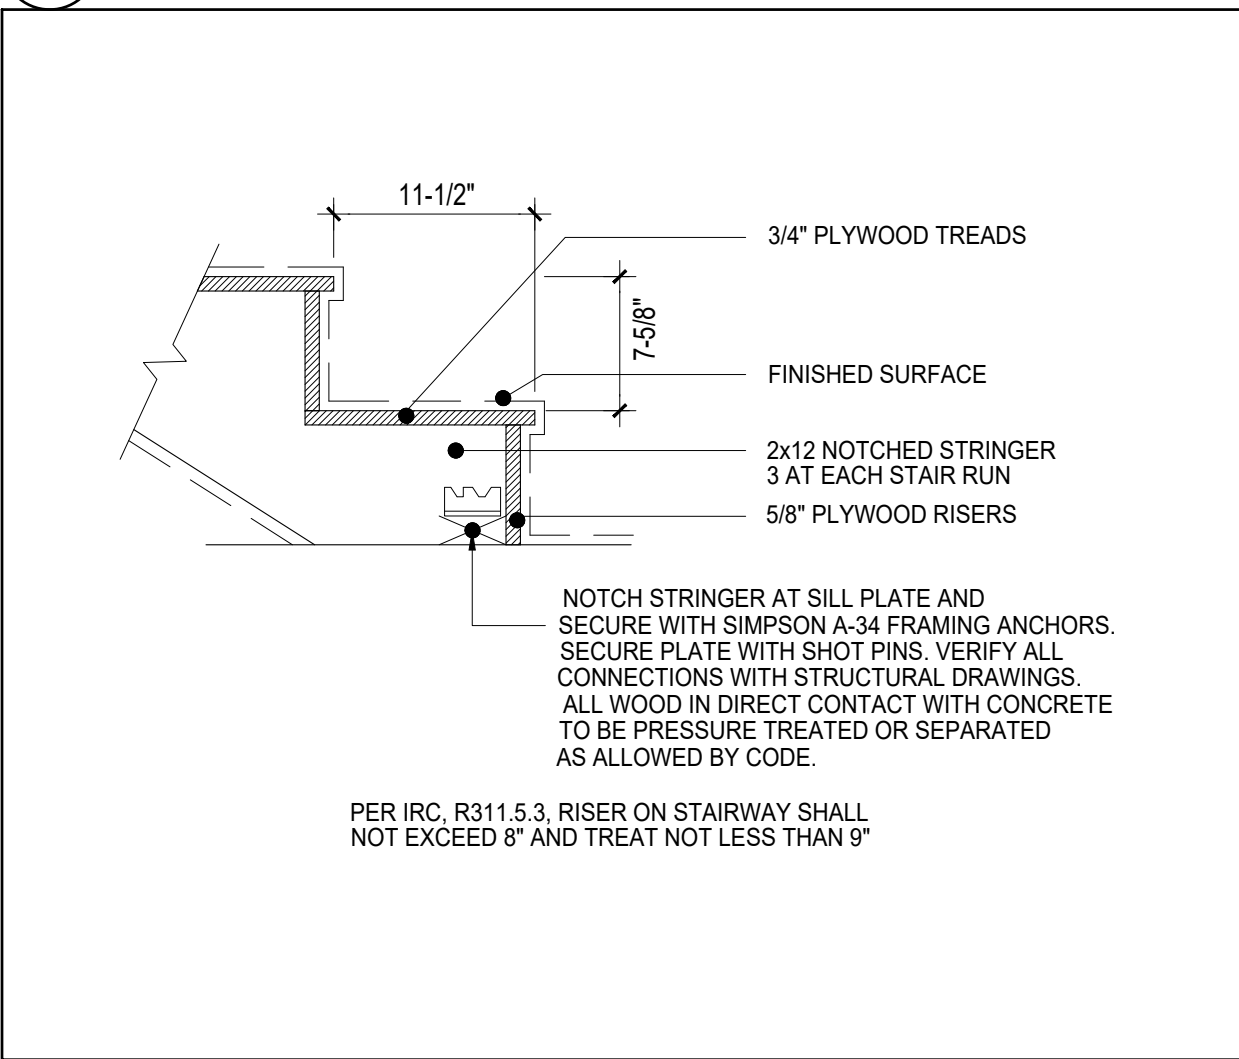 11-1/2"
3/4" PLYWOOD TREADS
7-5/8"
FINISHED SURFACE
2x12 NOTCHED STRINGER
3 AT EACH STAIR RUN
5/8" PLYWOOD RISERS
NOTCH STRINGER AT SILL PLATE AND
SECURE WITH SIMPSON A-34 FRAMING ANCHORS.
SECURE PLATE WITH SHOT PINS. VERIFY ALL
CONNECTIONS WITH STRUCTURAL DRAWINGS.
ALL WOOD IN DIRECT CONTACT WITH CONCRETE
TO BE PRESSURE TREATED OR SEPARATED
AS ALLOWED BY CODE.
PER IRC, R311.5.3, RISER ON STAIRWAY SHALL
NOT EXCEED 8" AND TREAT NOT LESS THAN 9"